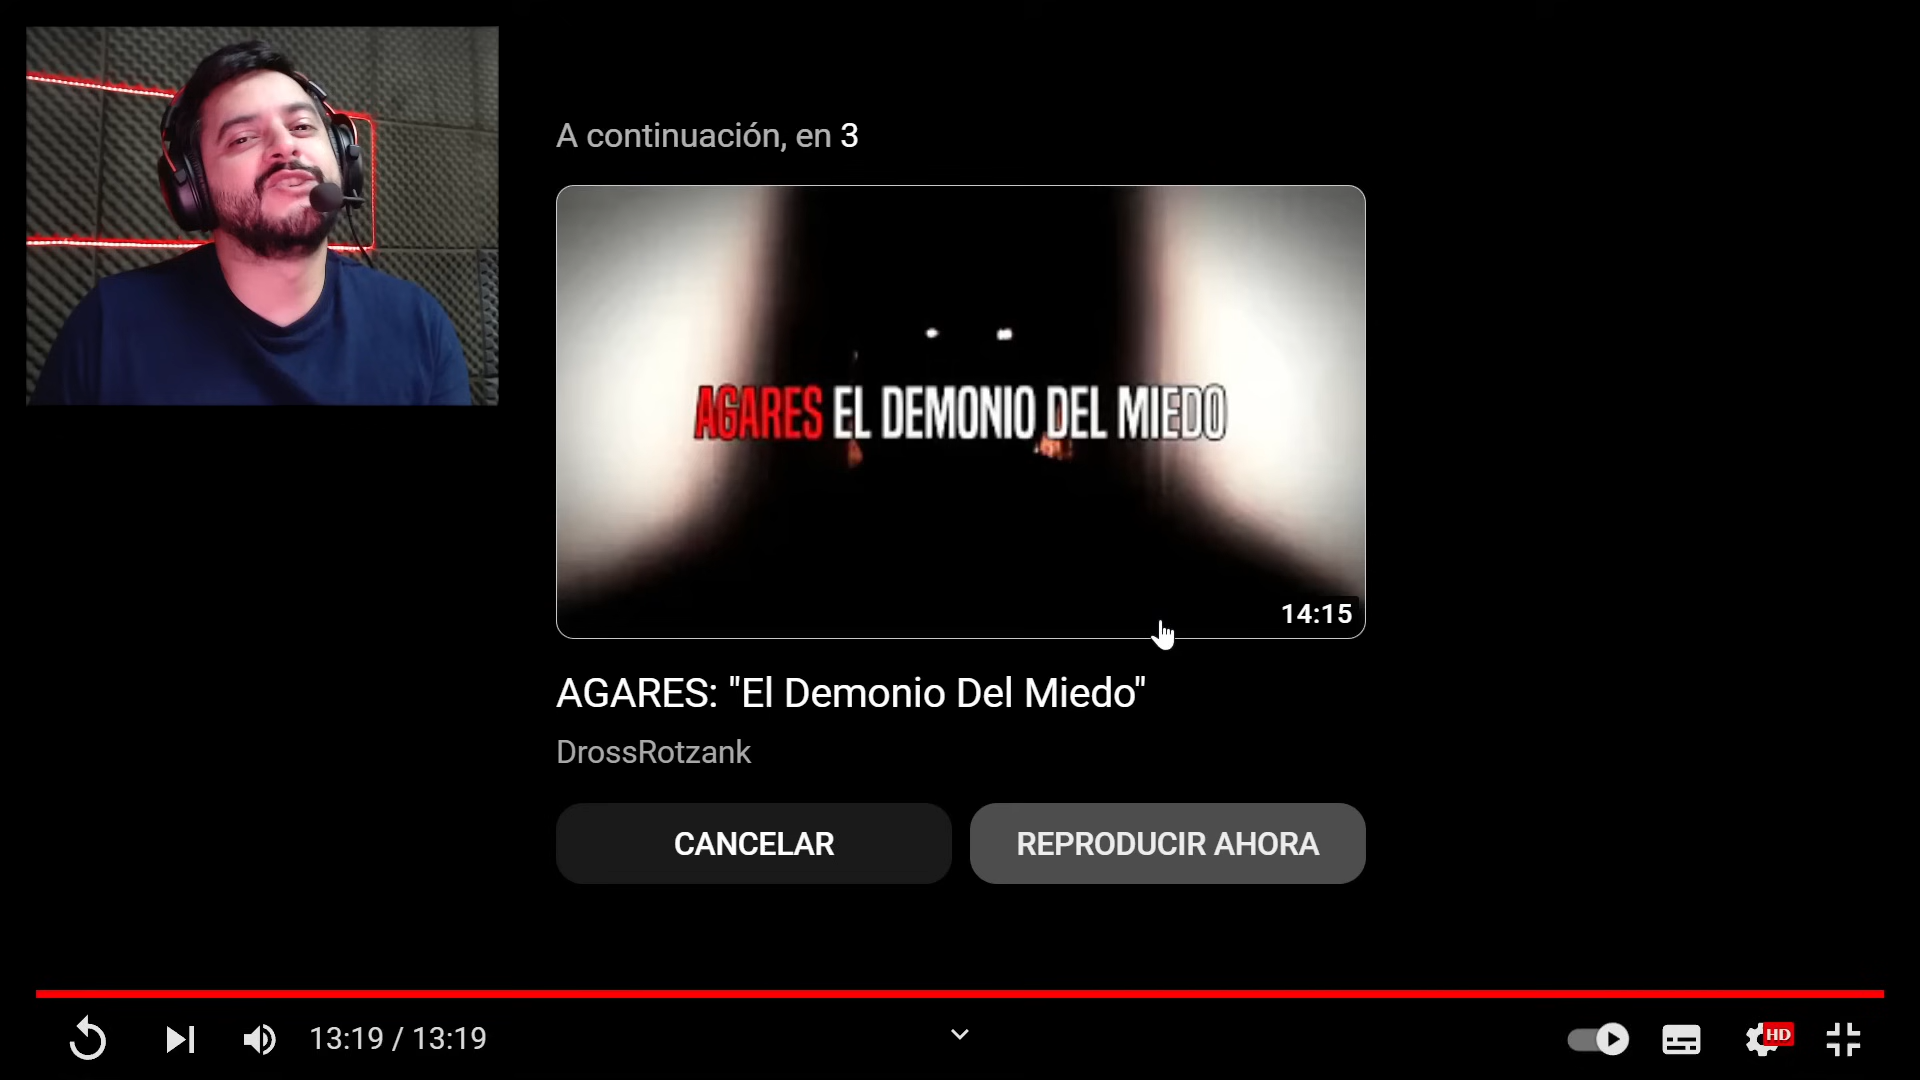 A continuación, en 3
AGARES EL DEMONIO DEL MIEDO
14:15
AGARES: "El Demonio Del Miedo"
DrossRotzank
CANCELAR
REPRODUCIR AHORA
13:19 / 13:19
HD